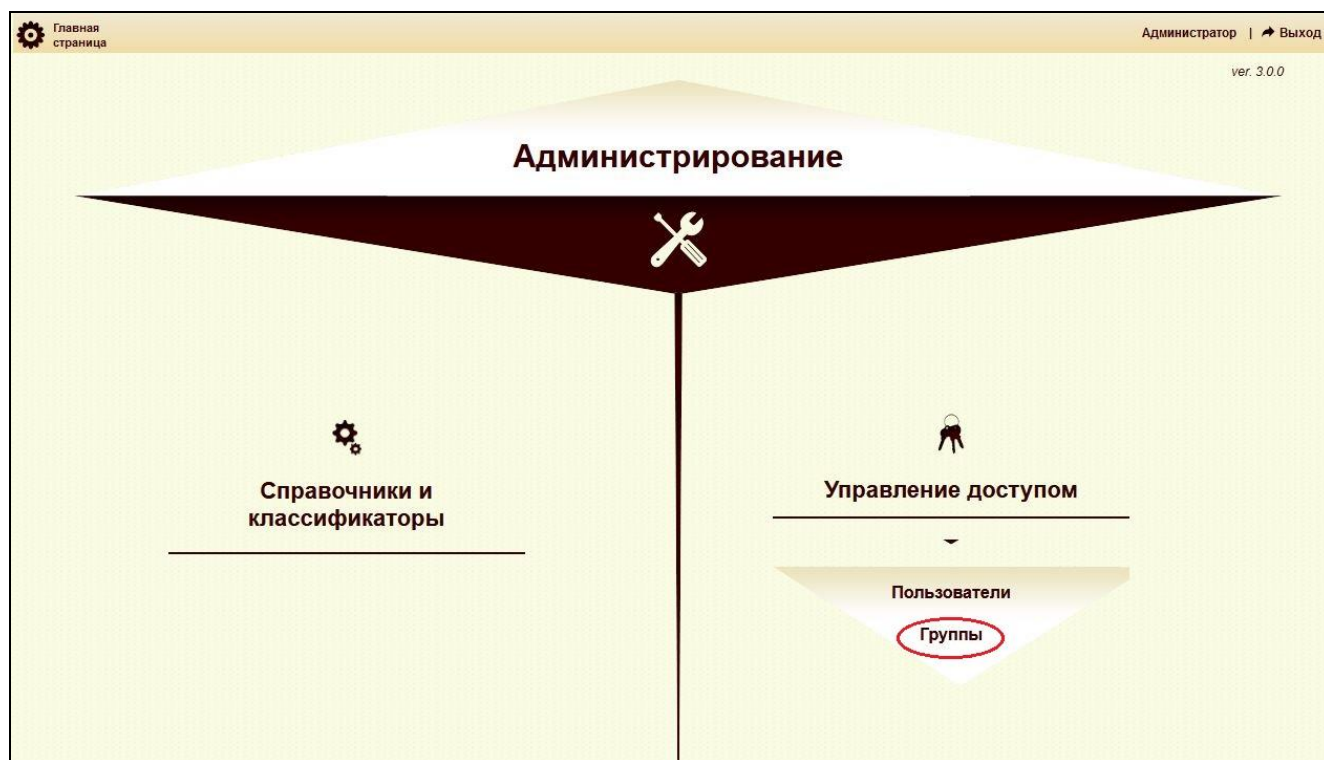 Главная
страница
Администратор | Выход
ver. 3.0.0
Администрирование
Справочники и
классификаторы
Управление доступом
Пользователи
Группы